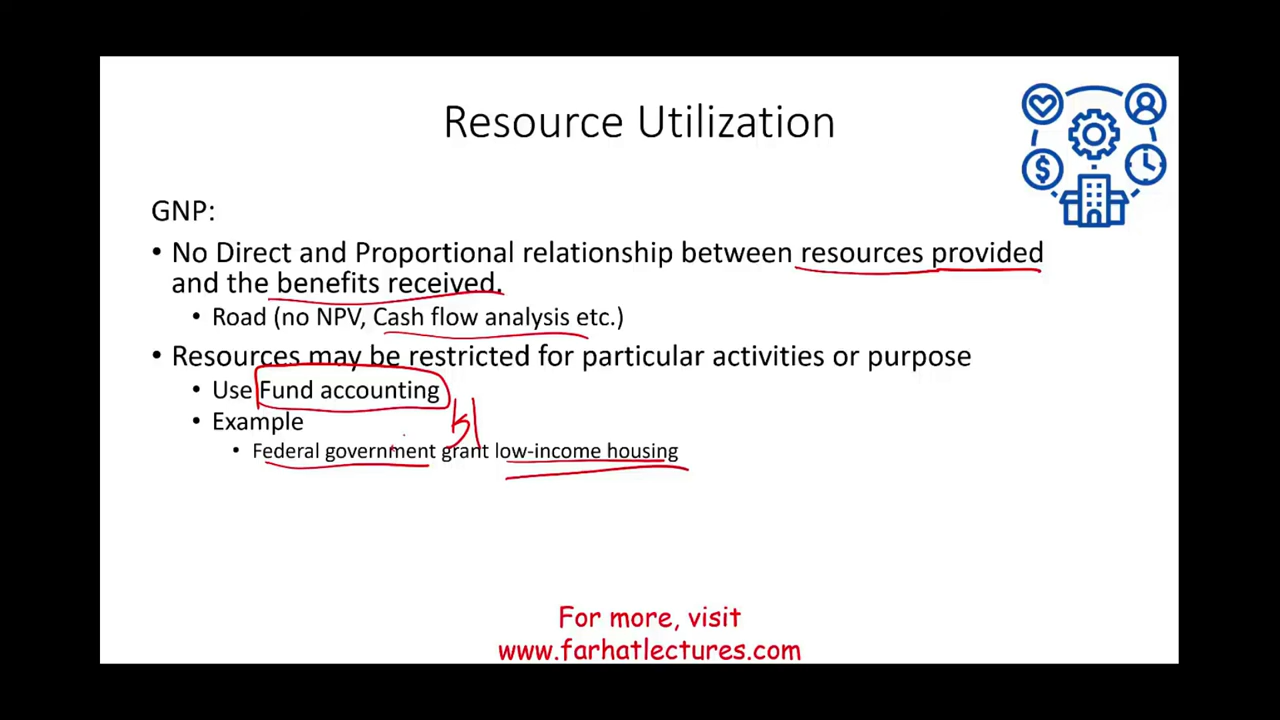 Resource Utilization
GNP:
• No Direct and Proportional relationship between resources provided
and the benefits received.
• Road (no NPV, Cash flow analysis etc.)
• Resources may be restricted for particular activities or purpose
• Use Fund accounting
• Example
• Federal government grant low-income housing
For more, visit
www.farhatlectures.com